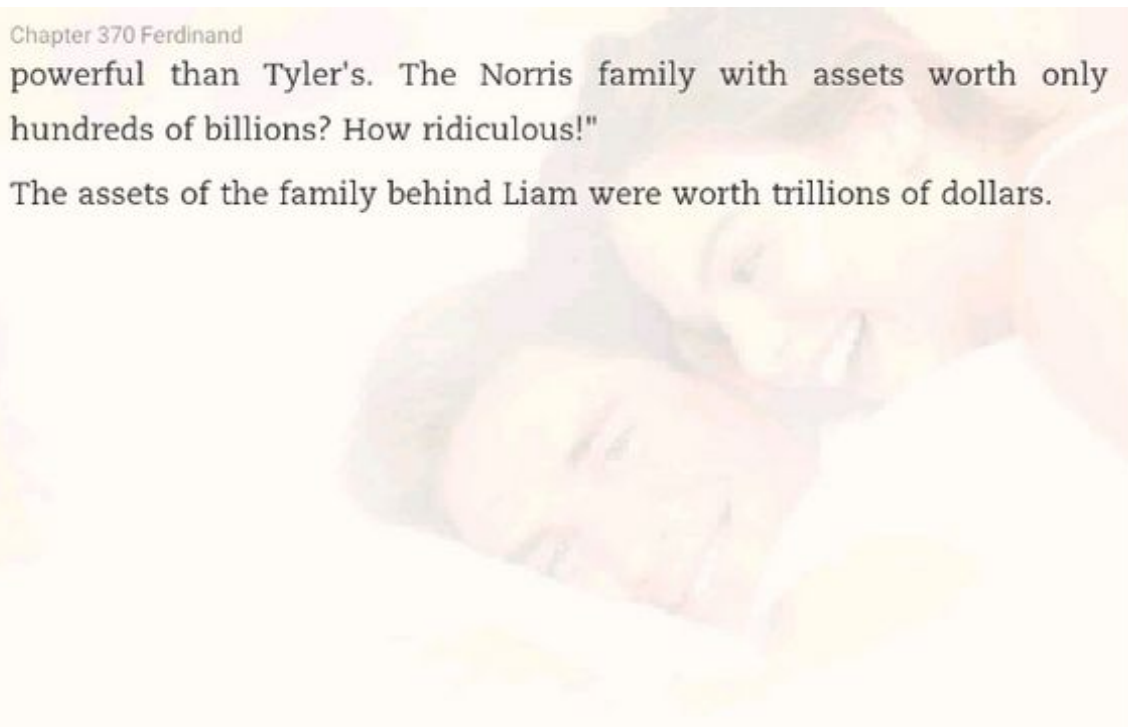 Chapter 370 Ferdinand
powerful than Tyler's. The Norris family with assets worth only
hundreds of billions? How ridiculous!"
The assets of the family behind Liam were worth trillions of dollars.